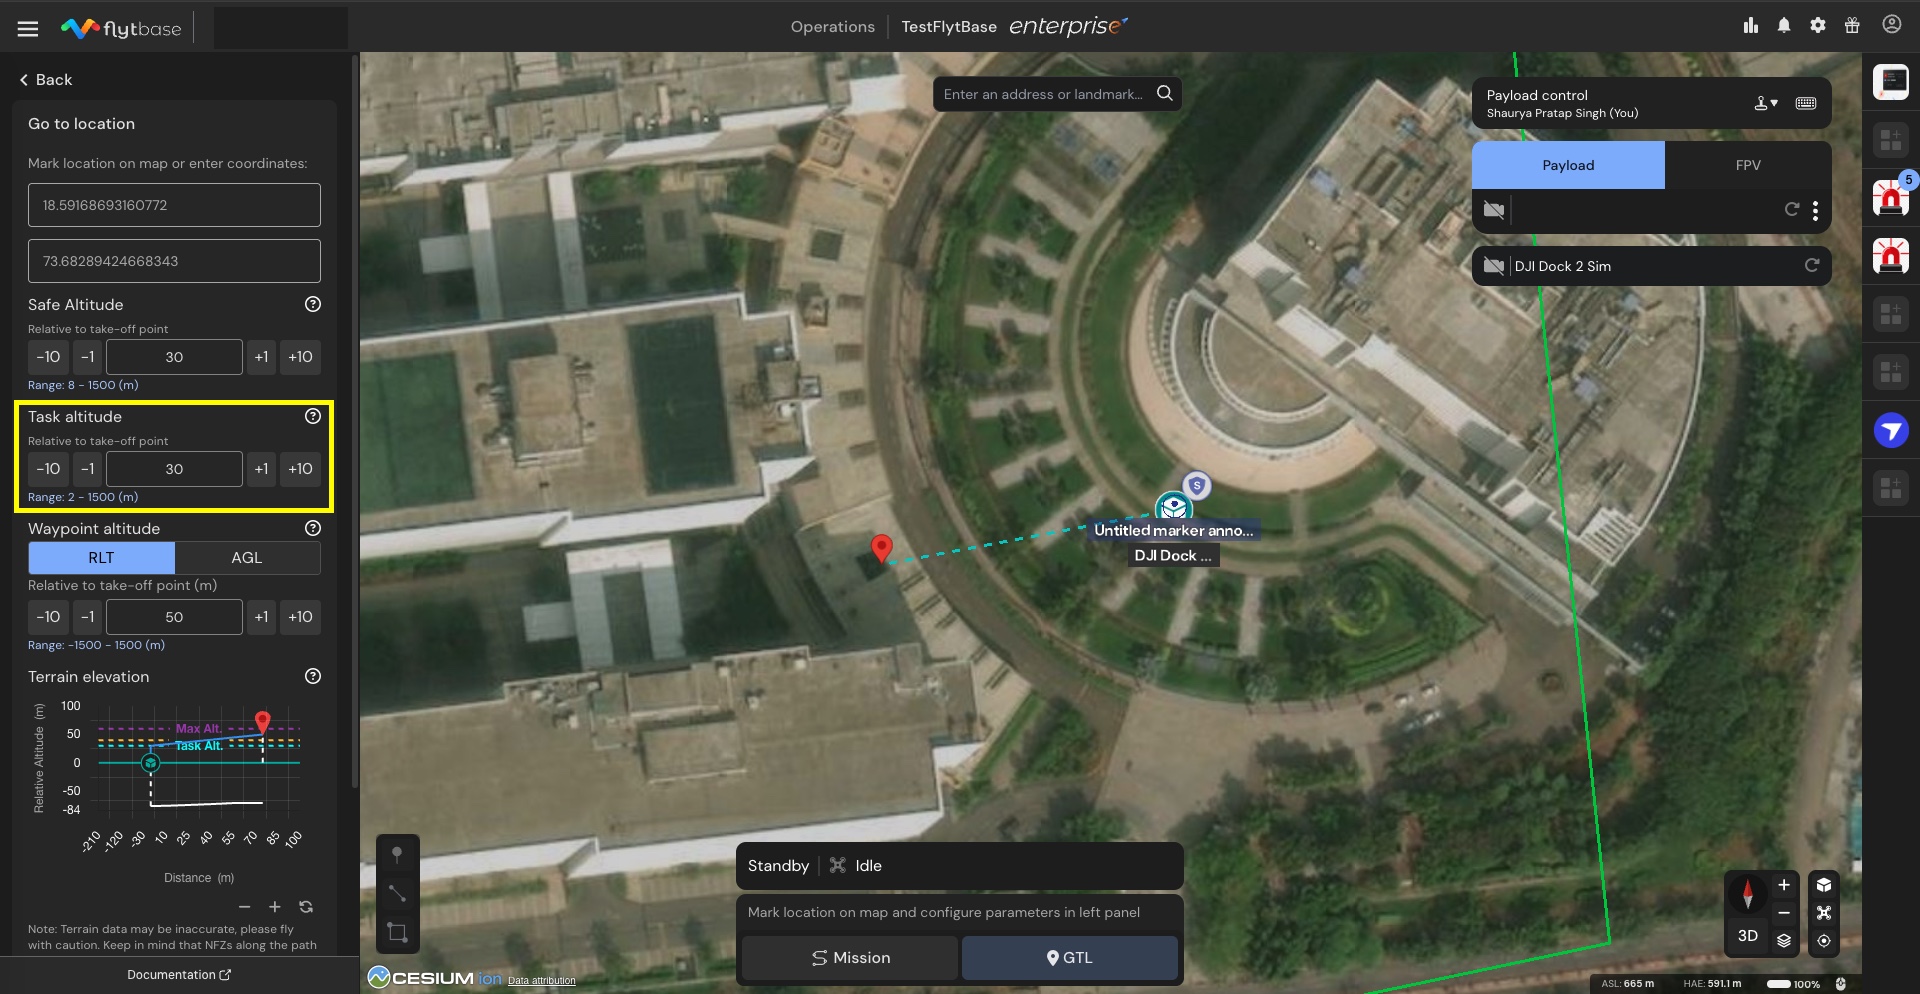 flytbase
Operations
TestFlytBase enterprise
Back
Go to location
Mark location on map or enter coordinates:
18.59168693160772
73.68289424668343
Safe Altitude
Relative to take-off point
-10 -1 30 +1 +10
Range: 8 - 1500 (m)
Task altitude
Relative to take-off point
-10 -1 30 +1 +10
Range: 2 - 1500 (m)
Waypoint altitude
RLT AGL
Relative to take-off point (m)
-10 -1 50 +1 +10
Range: -1500 - 1500 (m)
Terrain elevation
Relative Altitude (m)
100
50
0
-50
-84
Max Alt.
Task Alt.
-210 -120 -30 10 25 40 55 70 85 100
Distance (m)
Note: Terrain data may be inaccurate, please fly
with caution. Keep in mind that NFZs along the path
Documentation
Enter an address or landmark...
Payload control
Shaurya Pratap Singh (You)
Payload FPV
DJI Dock 2 Sim
5
S
Untitled marker anno...
DJI Dock ...
Standby Idle
Mark location on map and configure parameters in left panel
Mission GTL
CESIUM ion Data attribution
3D
ASL: 665 m HAE: 591.1 m 100%